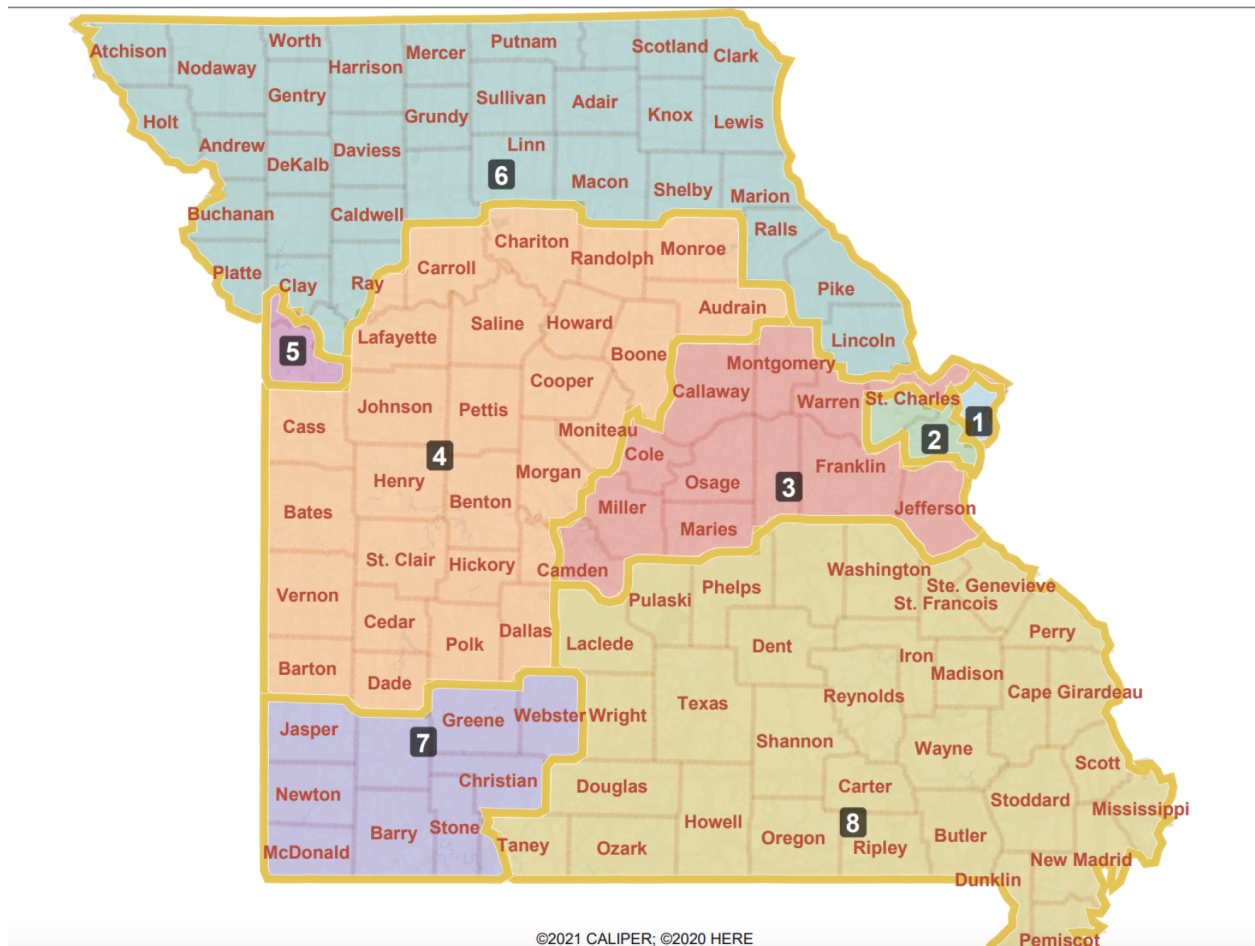 Atchison
Nodaway
Worth
Harrison
Mercer
Putnam
Scotland
Clark
Holt
Gentry
Grundy
Sullivan
Adair
Knox
Lewis
Andrew
DeKalb
Daviess
Linn
6
Macon
Shelby
Marion
Buchanan
Caldwell
Ralls
Platte
Clay
Ray
Carroll
Chariton
Randolph
Monroe
Pike
Audrain
Lafayette
Saline
Howard
Boone
Lincoln
5
Cooper
Montgomery
Callaway
Warren
St. Charles
1
2
Cass
Johnson
Pettis
Moniteau
Cole
4
Henry
Morgan
Franklin
Osage
3
Bates
Benton
Miller
Maries
Jefferson
St. Clair
Hickory
Camden
Vernon
Pulaski
Phelps
Washington
Ste. Genevieve
St. Francois
Cedar
Polk
Dallas
Laclede
Dent
Iron
Perry
Barton
Dade
Madison
Cape Girardeau
Jasper
Greene
Webster
Wright
Texas
Reynolds
7
Shannon
Wayne
Scott
Newton
Christian
Douglas
Carter
Stoddard
Mississippi
McDonald
Barry
Stone
Taney
Ozark
Howell
Oregon
8
Ripley
Butler
New Madrid
Dunklin
Pemiscot
©2021 CALIPER; ©2020 HERE